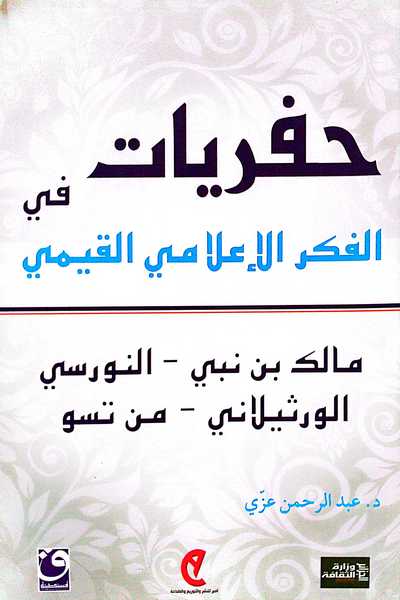 حفريات
في
الفكر الإعلامي القيمي
مالك بن نبي - النورسي
الورثيلاني - من تسو
د. عبد الرحمن عزّي
وزارة
الثقافة